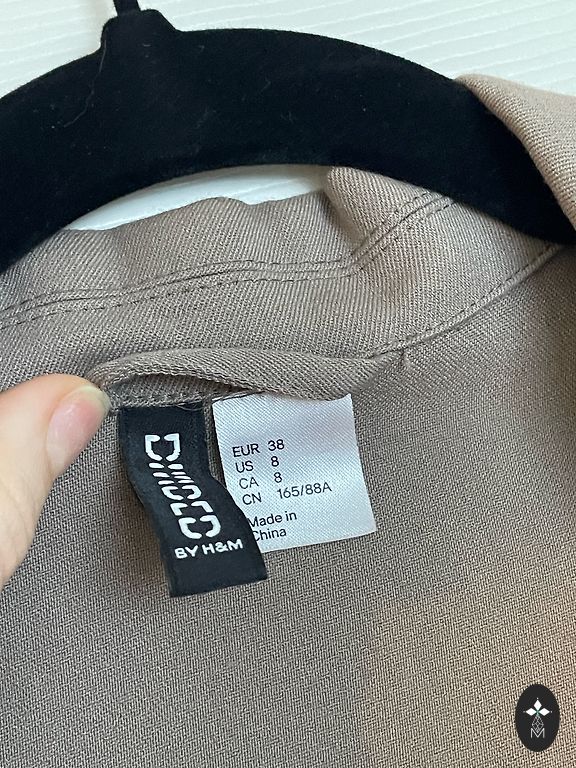 DIVIDED
BY H&M
EUR 38
US 8
CA 8
CN 165/88A
Made in
China
M